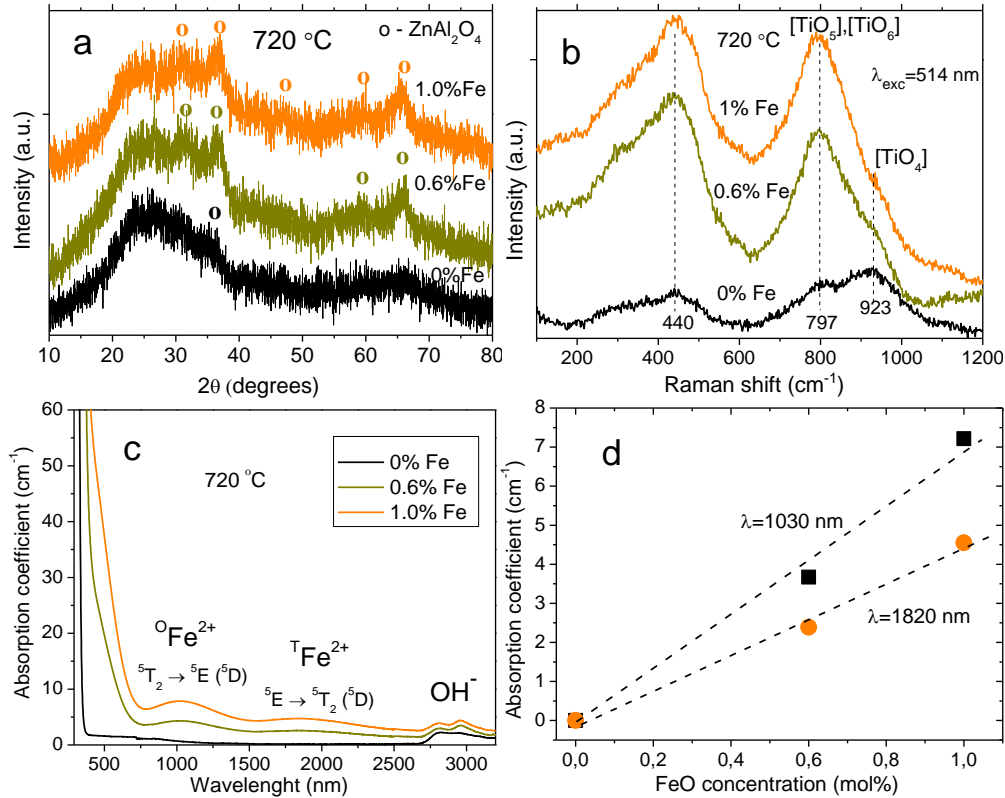 a
720 °C
o - ZnAl₂O₄
o
o
o
o
o
1.0%Fe
o
o
o
o
0.6%Fe
o
0%Fe
Intensity (a.u.)
10 20 30 40 50 60 70 80
2θ (degrees)
[TiO₅],[TiO₆]
720 °C
b
λexc=514 nm
1% Fe
[TiO₄]
0.6% Fe
0% Fe
440
797
923
Intensity (a.u.)
200 400 600 800 1000 1200
Raman shift (cm⁻¹)
60
50
40
30
20
10
0
Absorption coefficient (cm⁻¹)
c
720 °C
0% Fe
0.6% Fe
1.0% Fe
ᴼFe²⁺
⁵T₂ → ⁵E (⁵D)
ᵀFe²⁺
⁵E → ⁵T₂ (⁵D)
OH⁻
500 1000 1500 2000 2500 3000
Wavelenght (nm)
8
7
6
5
4
3
2
1
0
Absorption coefficient (cm⁻¹)
d
λ=1030 nm
λ=1820 nm
0,0 0,2 0,4 0,6 0,8 1,0
FeO concentration (mol%)